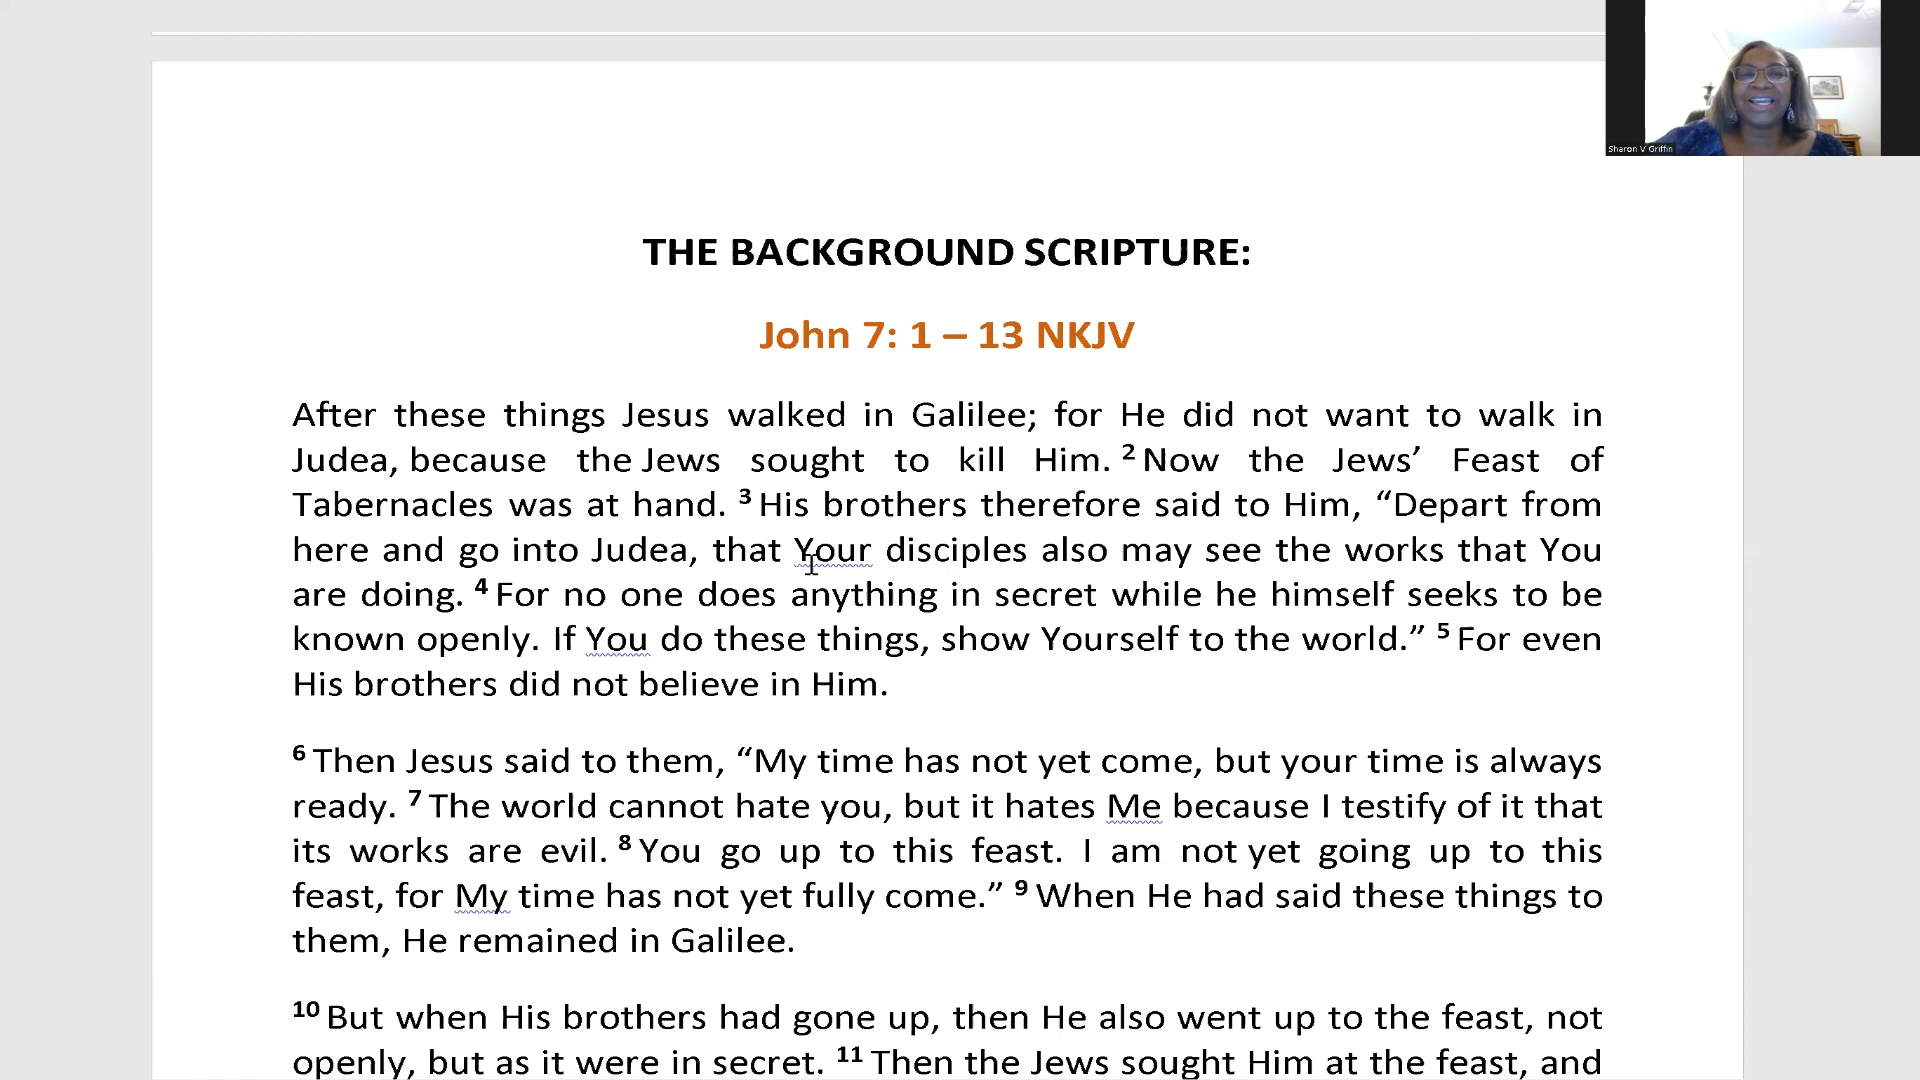 Sharon V Griffin
THE BACKGROUND SCRIPTURE:
John 7: 1 – 13 NKJV
After these things Jesus walked in Galilee; for He did not want to walk in
Judea, because the Jews sought to kill Him. 2 Now the Jews’ Feast of
Tabernacles was at hand. 3 His brothers therefore said to Him, “Depart from
here and go into Judea, that Your disciples also may see the works that You
are doing. 4 For no one does anything in secret while he himself seeks to be
known openly. If You do these things, show Yourself to the world.” 5 For even
His brothers did not believe in Him.
6 Then Jesus said to them, “My time has not yet come, but your time is always
ready. 7 The world cannot hate you, but it hates Me because I testify of it that
its works are evil. 8 You go up to this feast. I am not yet going up to this
feast, for My time has not yet fully come.” 9 When He had said these things to
them, He remained in Galilee.
10 But when His brothers had gone up, then He also went up to the feast, not
openly, but as it were in secret. 11 Then the Jews sought Him at the feast, and